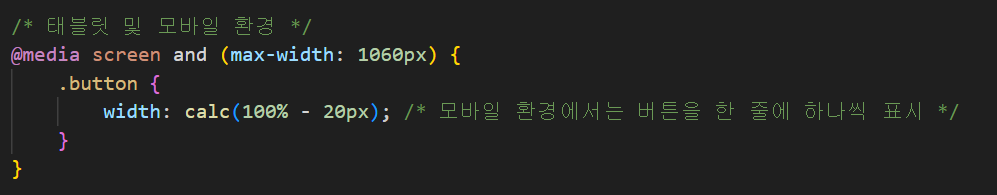 /* 태블릿 및 모바일 환경 */
@media screen and (max-width: 1060px) {
.button {
width: calc(100% - 20px); /* 모바일 환경에서는 버튼을 한 줄에 하나씩 표시 */
}
}